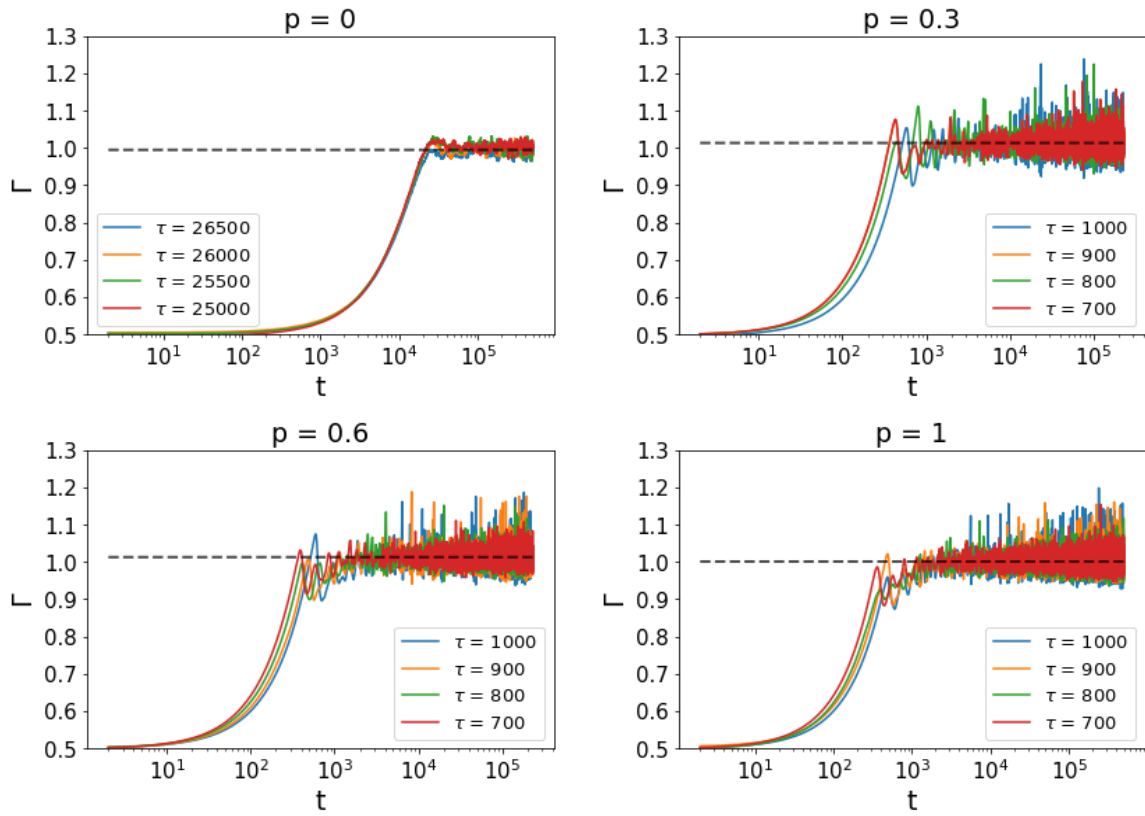 p = 0
1.3
1.2
1.1
1.0
0.9
0.8
0.7
0.6
0.5
Γ
τ = 26500
τ = 26000
τ = 25500
τ = 25000
10¹ 10² 10³ 10⁴ 10⁵
t
p = 0.3
1.3
1.2
1.1
1.0
0.9
0.8
0.7
0.6
0.5
Γ
τ = 1000
τ = 900
τ = 800
τ = 700
10¹ 10² 10³ 10⁴ 10⁵
t
p = 0.6
1.3
1.2
1.1
1.0
0.9
0.8
0.7
0.6
0.5
Γ
τ = 1000
τ = 900
τ = 800
τ = 700
10¹ 10² 10³ 10⁴ 10⁵
t
p = 1
1.3
1.2
1.1
1.0
0.9
0.8
0.7
0.6
0.5
Γ
τ = 1000
τ = 900
τ = 800
τ = 700
10¹ 10² 10³ 10⁴ 10⁵
t